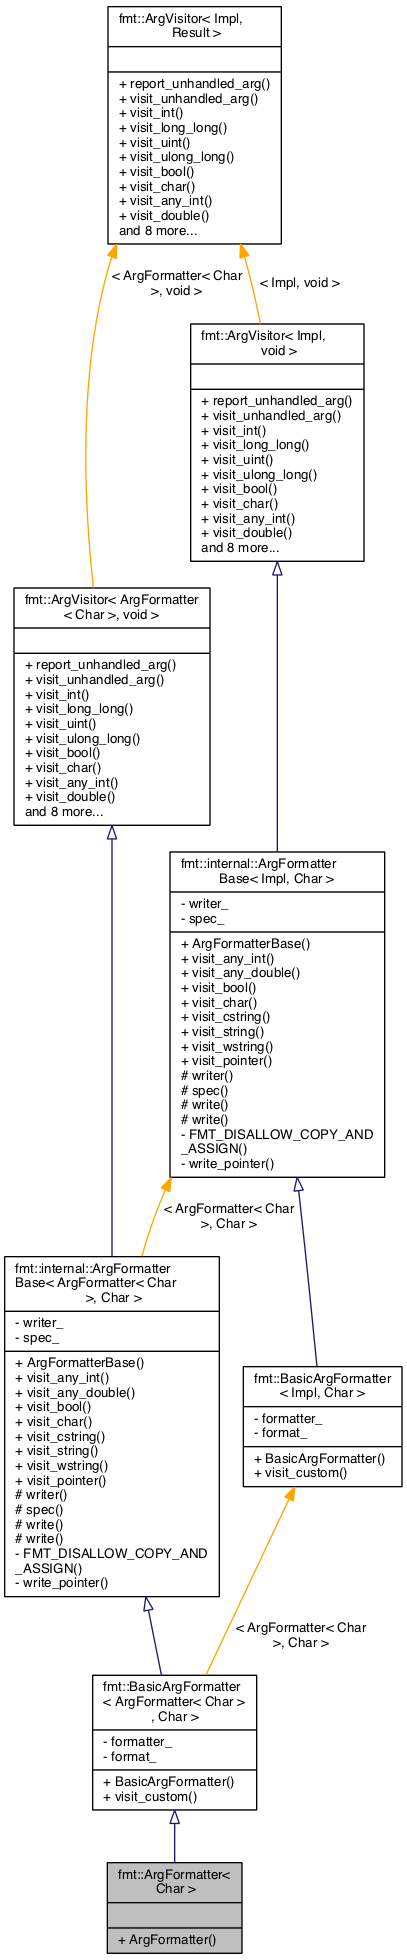 fmt::ArgVisitor< Impl,
Result >
+ report_unhandled_arg()
+ visit_unhandled_arg()
+ visit_int()
+ visit_long_long()
+ visit_uint()
+ visit_ulong_long()
+ visit_bool()
+ visit_char()
+ visit_any_int()
+ visit_double()
and 8 more...
< ArgFormatter< Char
>, void >
< Impl, void >
fmt::ArgVisitor< Impl,
void >
+ report_unhandled_arg()
+ visit_unhandled_arg()
+ visit_int()
+ visit_long_long()
+ visit_uint()
+ visit_ulong_long()
+ visit_bool()
+ visit_char()
+ visit_any_int()
+ visit_double()
and 8 more...
fmt::ArgVisitor< ArgFormatter
< Char >, void >
+ report_unhandled_arg()
+ visit_unhandled_arg()
+ visit_int()
+ visit_long_long()
+ visit_uint()
+ visit_ulong_long()
+ visit_bool()
+ visit_char()
+ visit_any_int()
+ visit_double()
and 8 more...
fmt::internal::ArgFormatter
Base< Impl, Char >
- writer_
- spec_
+ ArgFormatterBase()
+ visit_any_int()
+ visit_any_double()
+ visit_bool()
+ visit_char()
+ visit_cstring()
+ visit_string()
+ visit_wstring()
+ visit_pointer()
# writer()
# spec()
# write()
# write()
- FMT_DISALLOW_COPY_AND
_ASSIGN()
- write_pointer()
< ArgFormatter< Char
>, Char >
fmt::internal::ArgFormatter
Base< ArgFormatter< Char
>, Char >
- writer_
- spec_
+ ArgFormatterBase()
+ visit_any_int()
+ visit_any_double()
+ visit_bool()
+ visit_char()
+ visit_cstring()
+ visit_string()
+ visit_wstring()
+ visit_pointer()
# writer()
# spec()
# write()
# write()
- FMT_DISALLOW_COPY_AND
_ASSIGN()
- write_pointer()
fmt::BasicArgFormatter
< Impl, Char >
- formatter_
- format_
+ BasicArgFormatter()
+ visit_custom()
< ArgFormatter< Char
>, Char >
fmt::BasicArgFormatter
< ArgFormatter< Char >
, Char >
- formatter_
- format_
+ BasicArgFormatter()
+ visit_custom()
fmt::ArgFormatter<
Char >
+ ArgFormatter()